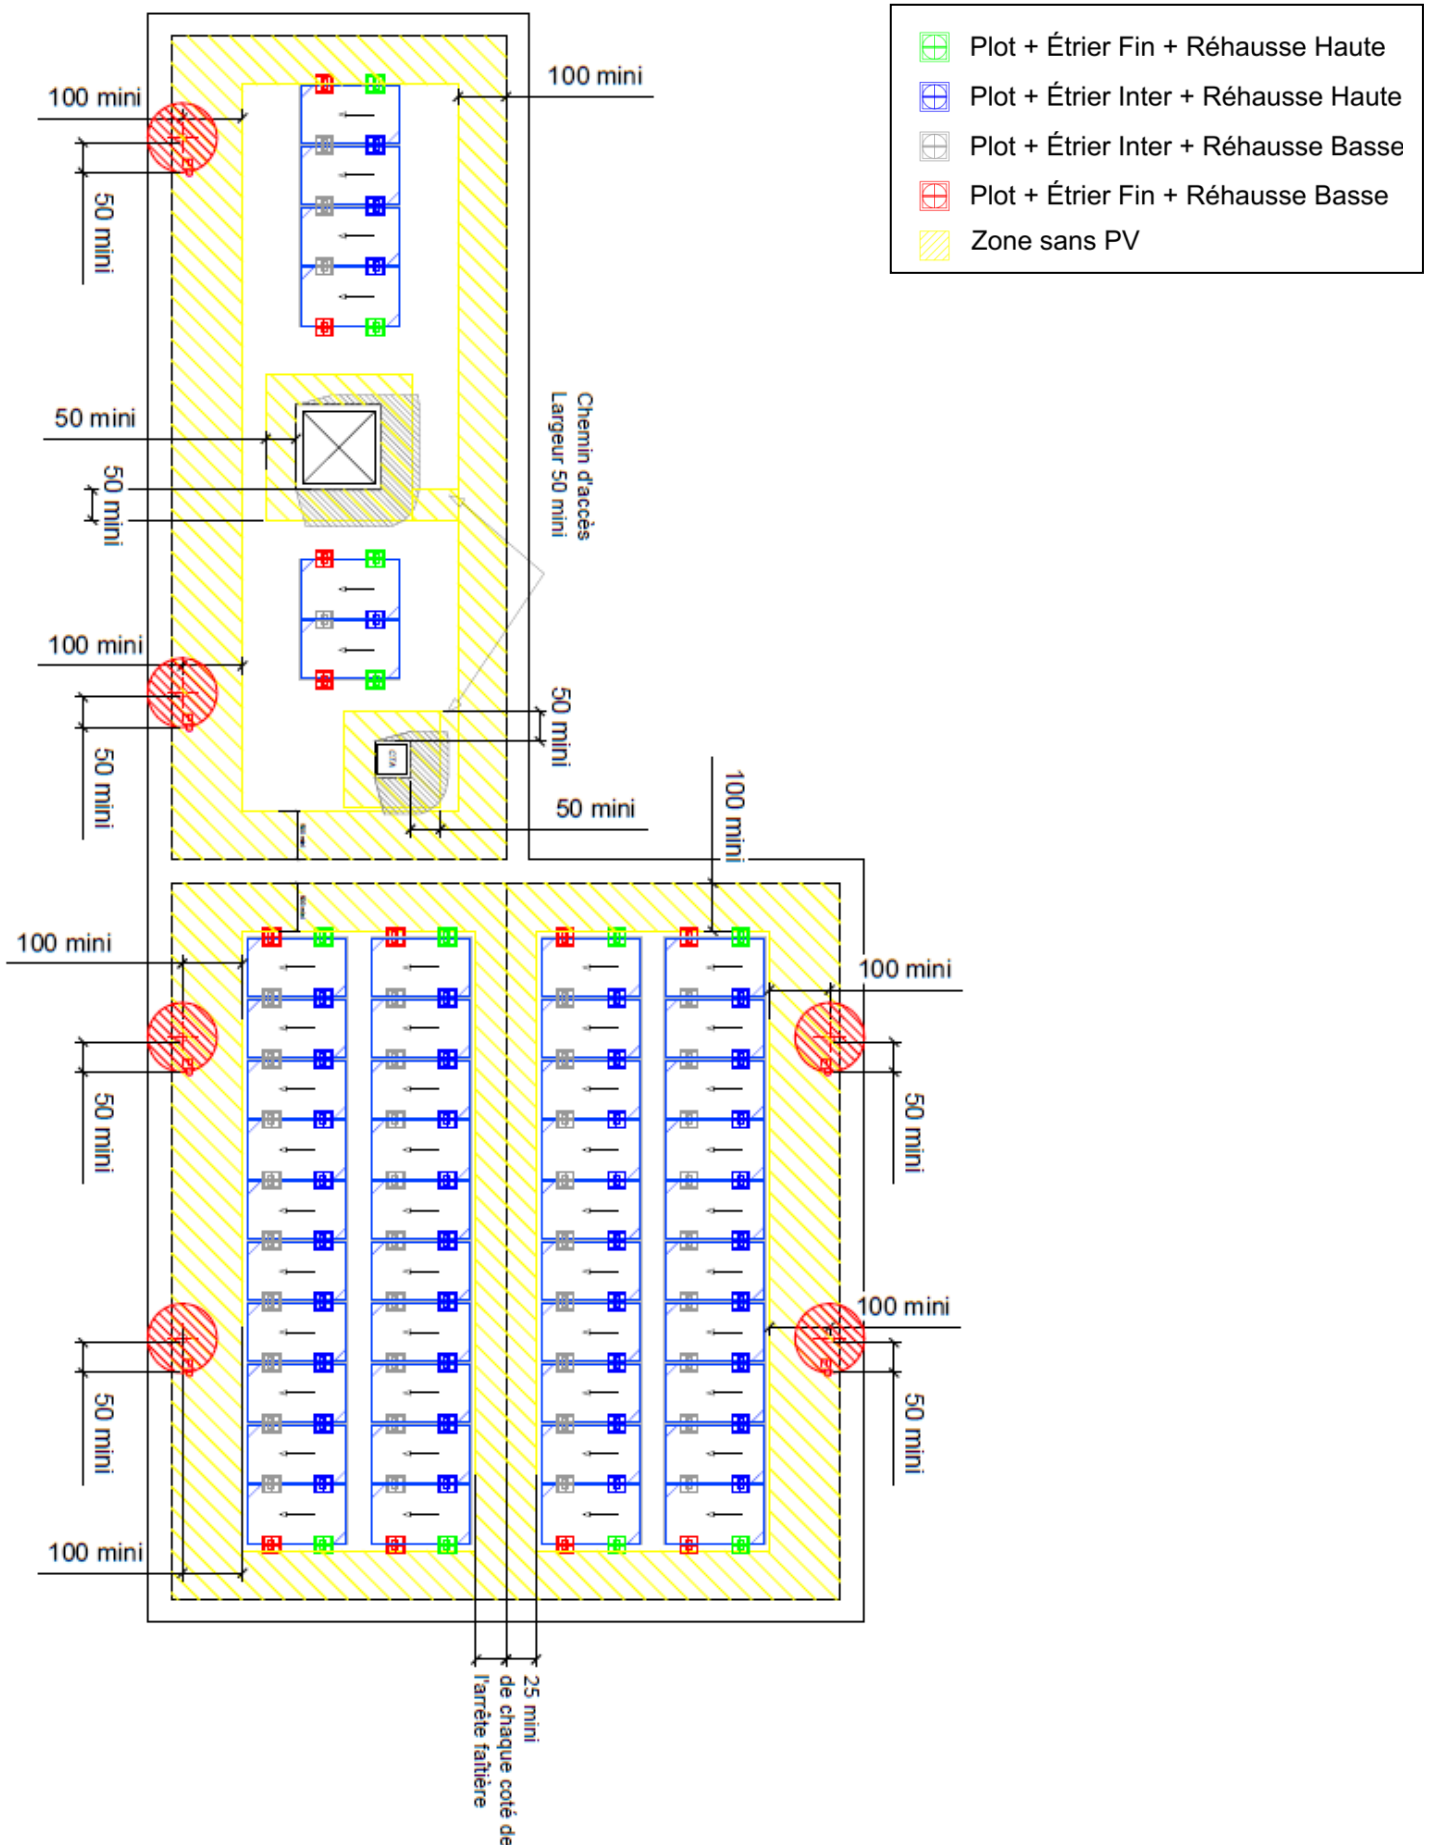 Plot + Étrier Fin + Réhausse Haute
Plot + Étrier Inter + Réhausse Haute
Plot + Étrier Inter + Réhausse Basse
Plot + Étrier Fin + Réhausse Basse
Zone sans PV
100 mini
100 mini
50 mini
50 mini
50 mini
Chemin d'accès
Largeur 50 mini
100 mini
50 mini
50 mini
CTA
50 mini
100 mini
100 mini
100 mini
50 mini
50 mini
100 mini
50 mini
50 mini
100 mini
25 mini
de chaque coté de
l'arrête faîtière